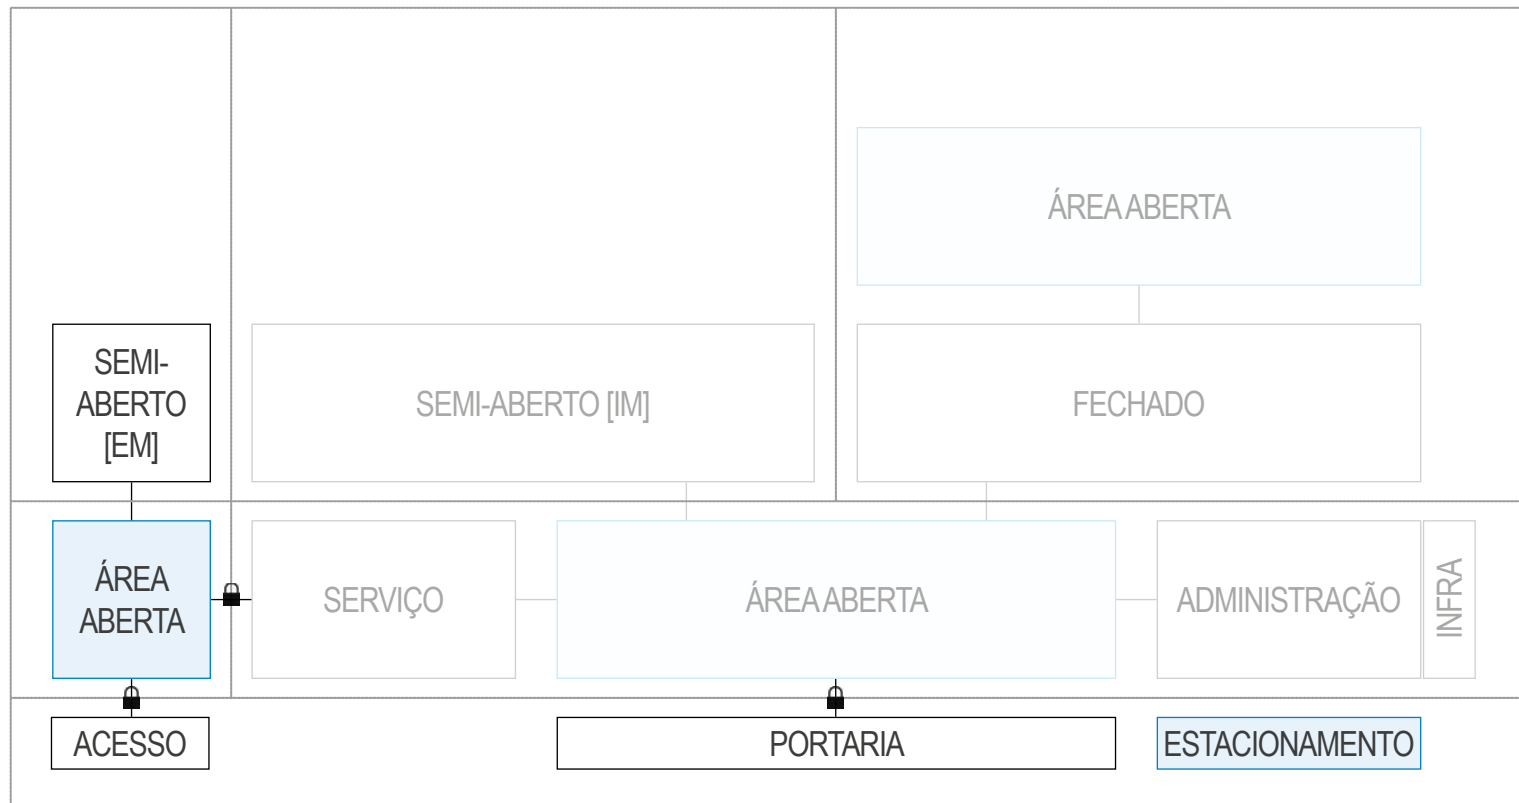 ÁREA ABERTA
SEMI-
ABERTO
[EM]
SEMI-ABERTO [IM]
FECHADO
ÁREA
ABERTA
SERVIÇO
ÁREA ABERTA
ADMINISTRAÇÃO
INFRA
ACESSO
PORTARIA
ESTACIONAMENTO